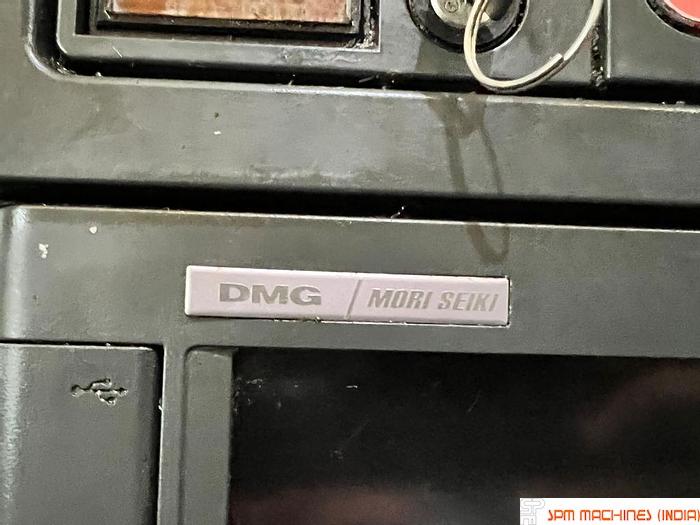 DMG / MORI SEIKI
SPM MACHINES (INDIA)